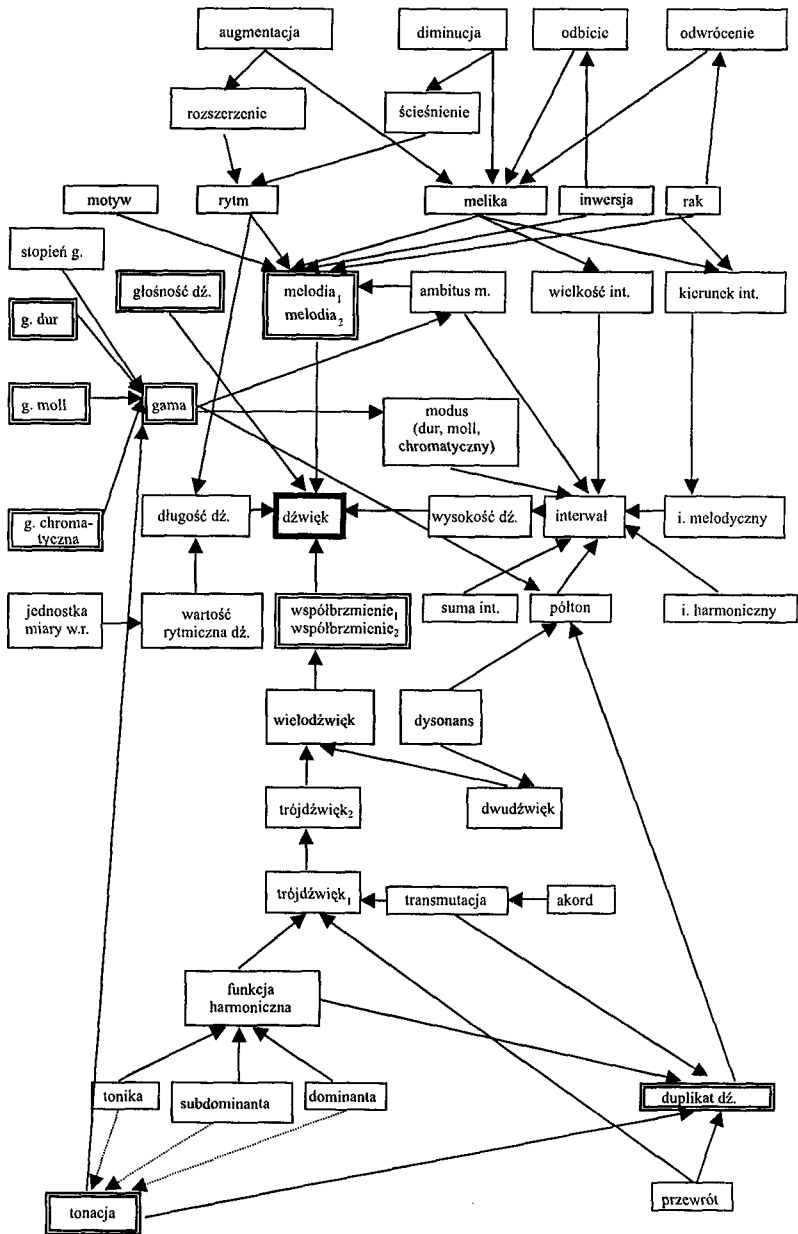 augmentacja
diminucja
odbicie
odwrócenie
rozszerzenie
ścieśnienie
motyw
rytm
melika
inwersja
rak
stopień g.
głośność dź.
melodia₁
melodia₂
ambitus m.
wielkość int.
kierunek int.
g. dur
g. moll
gama
modus
(dur, moll,
chromatyczny)
g. chroma-
tyczna
długość dź.
dźwięk
wysokość dź.
interwał
i. melodyczny
jednostka
miary w.r.
wartość
rytmiczna dź.
współbrzmienie₁
współbrzmienie₂
suma int.
półton
i. harmoniczny
wielodźwięk
dysonans
trójdźwięk₂
dwudźwięk
trójdźwięk₁
transmutacja
akord
funkcja
harmoniczna
tonika
subdominanta
dominanta
duplikat dź.
tonacja
przewrót